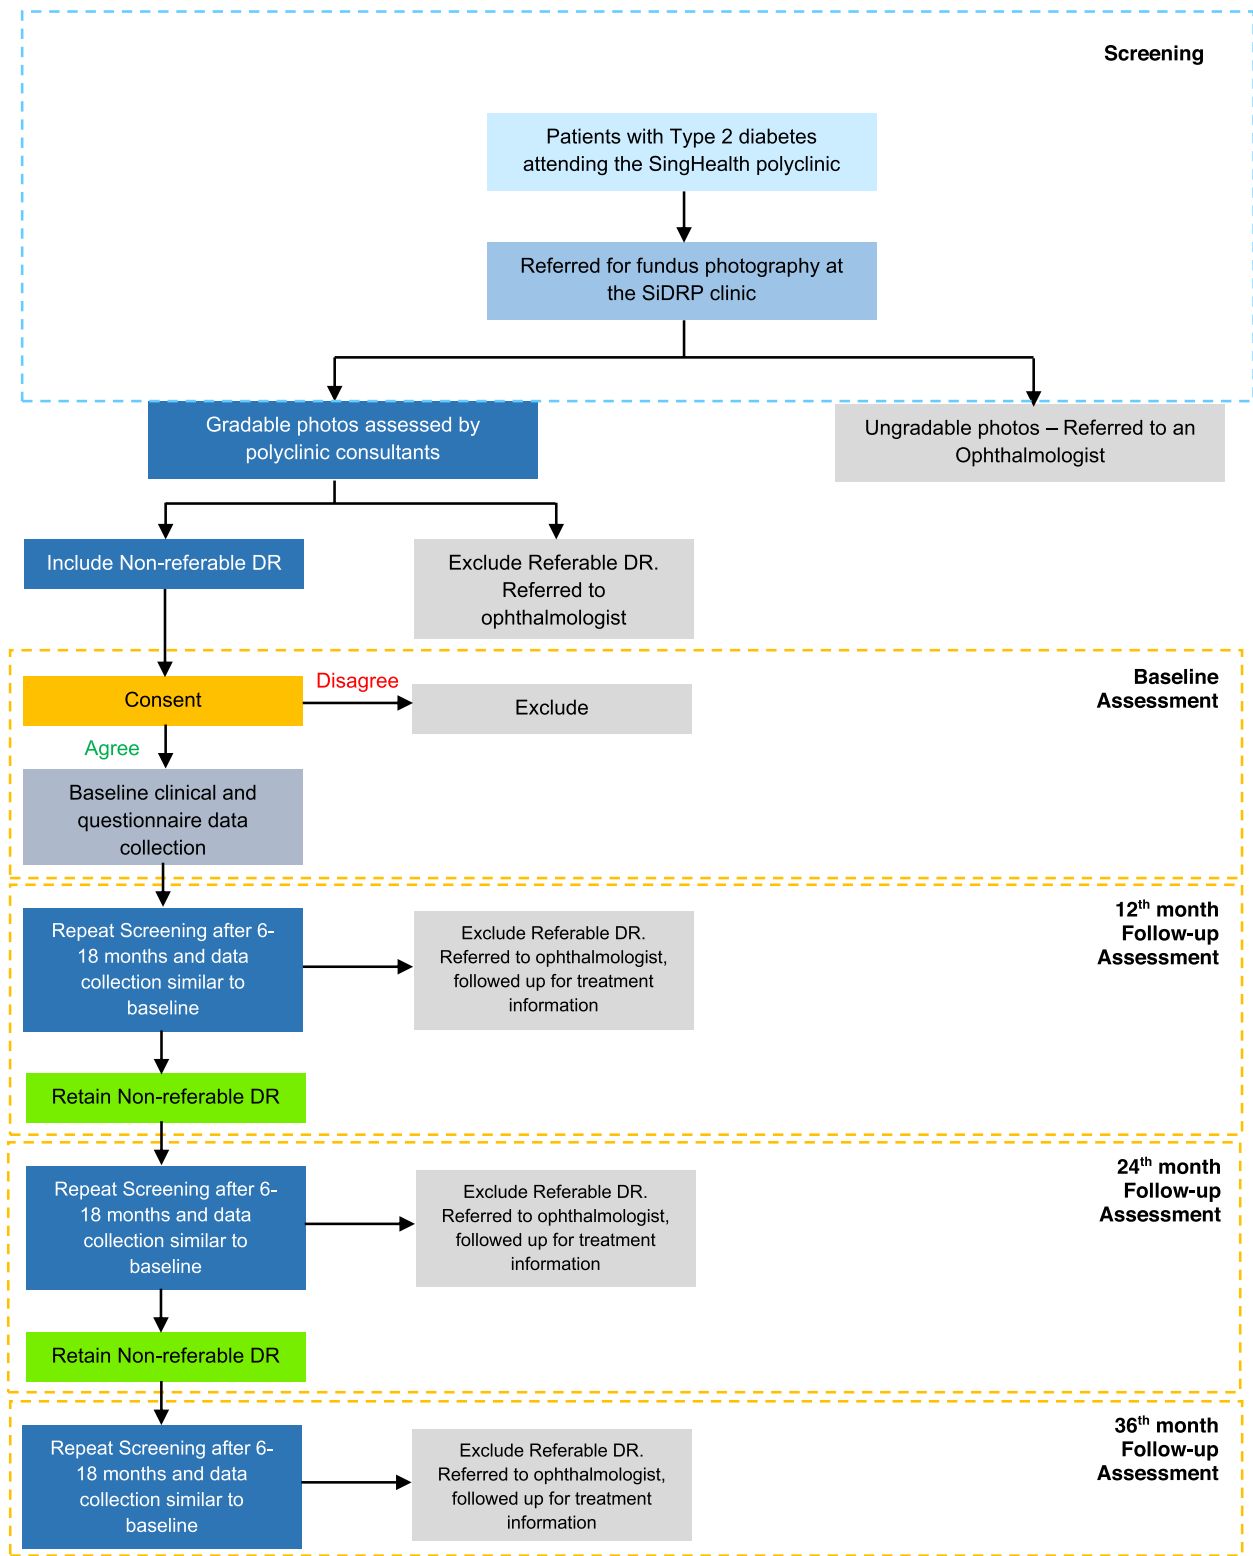 Screening
Patients with Type 2 diabetes
attending the SingHealth polyclinic
Referred for fundus photography at
the SiDRP clinic
Gradable photos assessed by
polyclinic consultants
Ungradable photos – Referred to an
Ophthalmologist
Include Non-referable DR
Exclude Referable DR.
Referred to
ophthalmologist
Baseline
Assessment
Consent
Disagree
Exclude
Agree
Baseline clinical and
questionnaire data
collection
12th month
Follow-up
Assessment
Repeat Screening after 6-
18 months and data
collection similar to
baseline
Exclude Referable DR.
Referred to ophthalmologist,
followed up for treatment
information
Retain Non-referable DR
24th month
Follow-up
Assessment
Repeat Screening after 6-
18 months and data
collection similar to
baseline
Exclude Referable DR.
Referred to ophthalmologist,
followed up for treatment
information
Retain Non-referable DR
36th month
Follow-up
Assessment
Repeat Screening after 6-
18 months and data
collection similar to
baseline
Exclude Referable DR.
Referred to ophthalmologist,
followed up for treatment
information